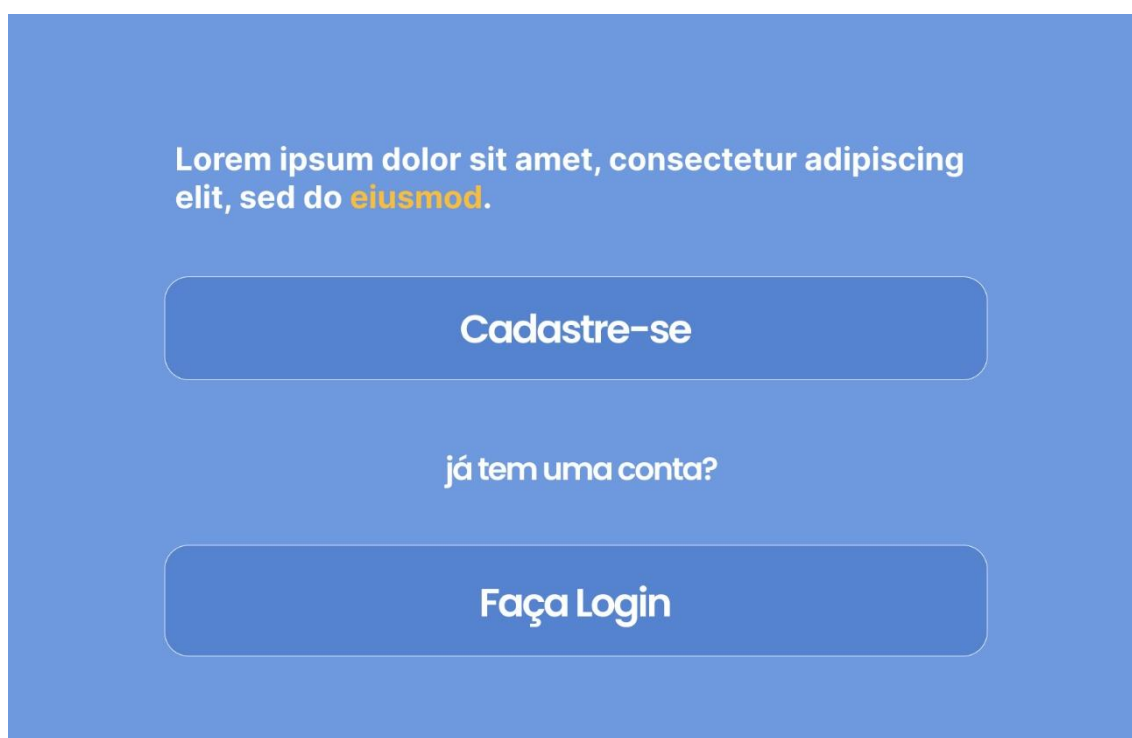 Lorem ipsum dolor sit amet, consectetur adipiscing
elit, sed do eiusmod.
Cadastre-se
já tem uma conta?
Faça Login